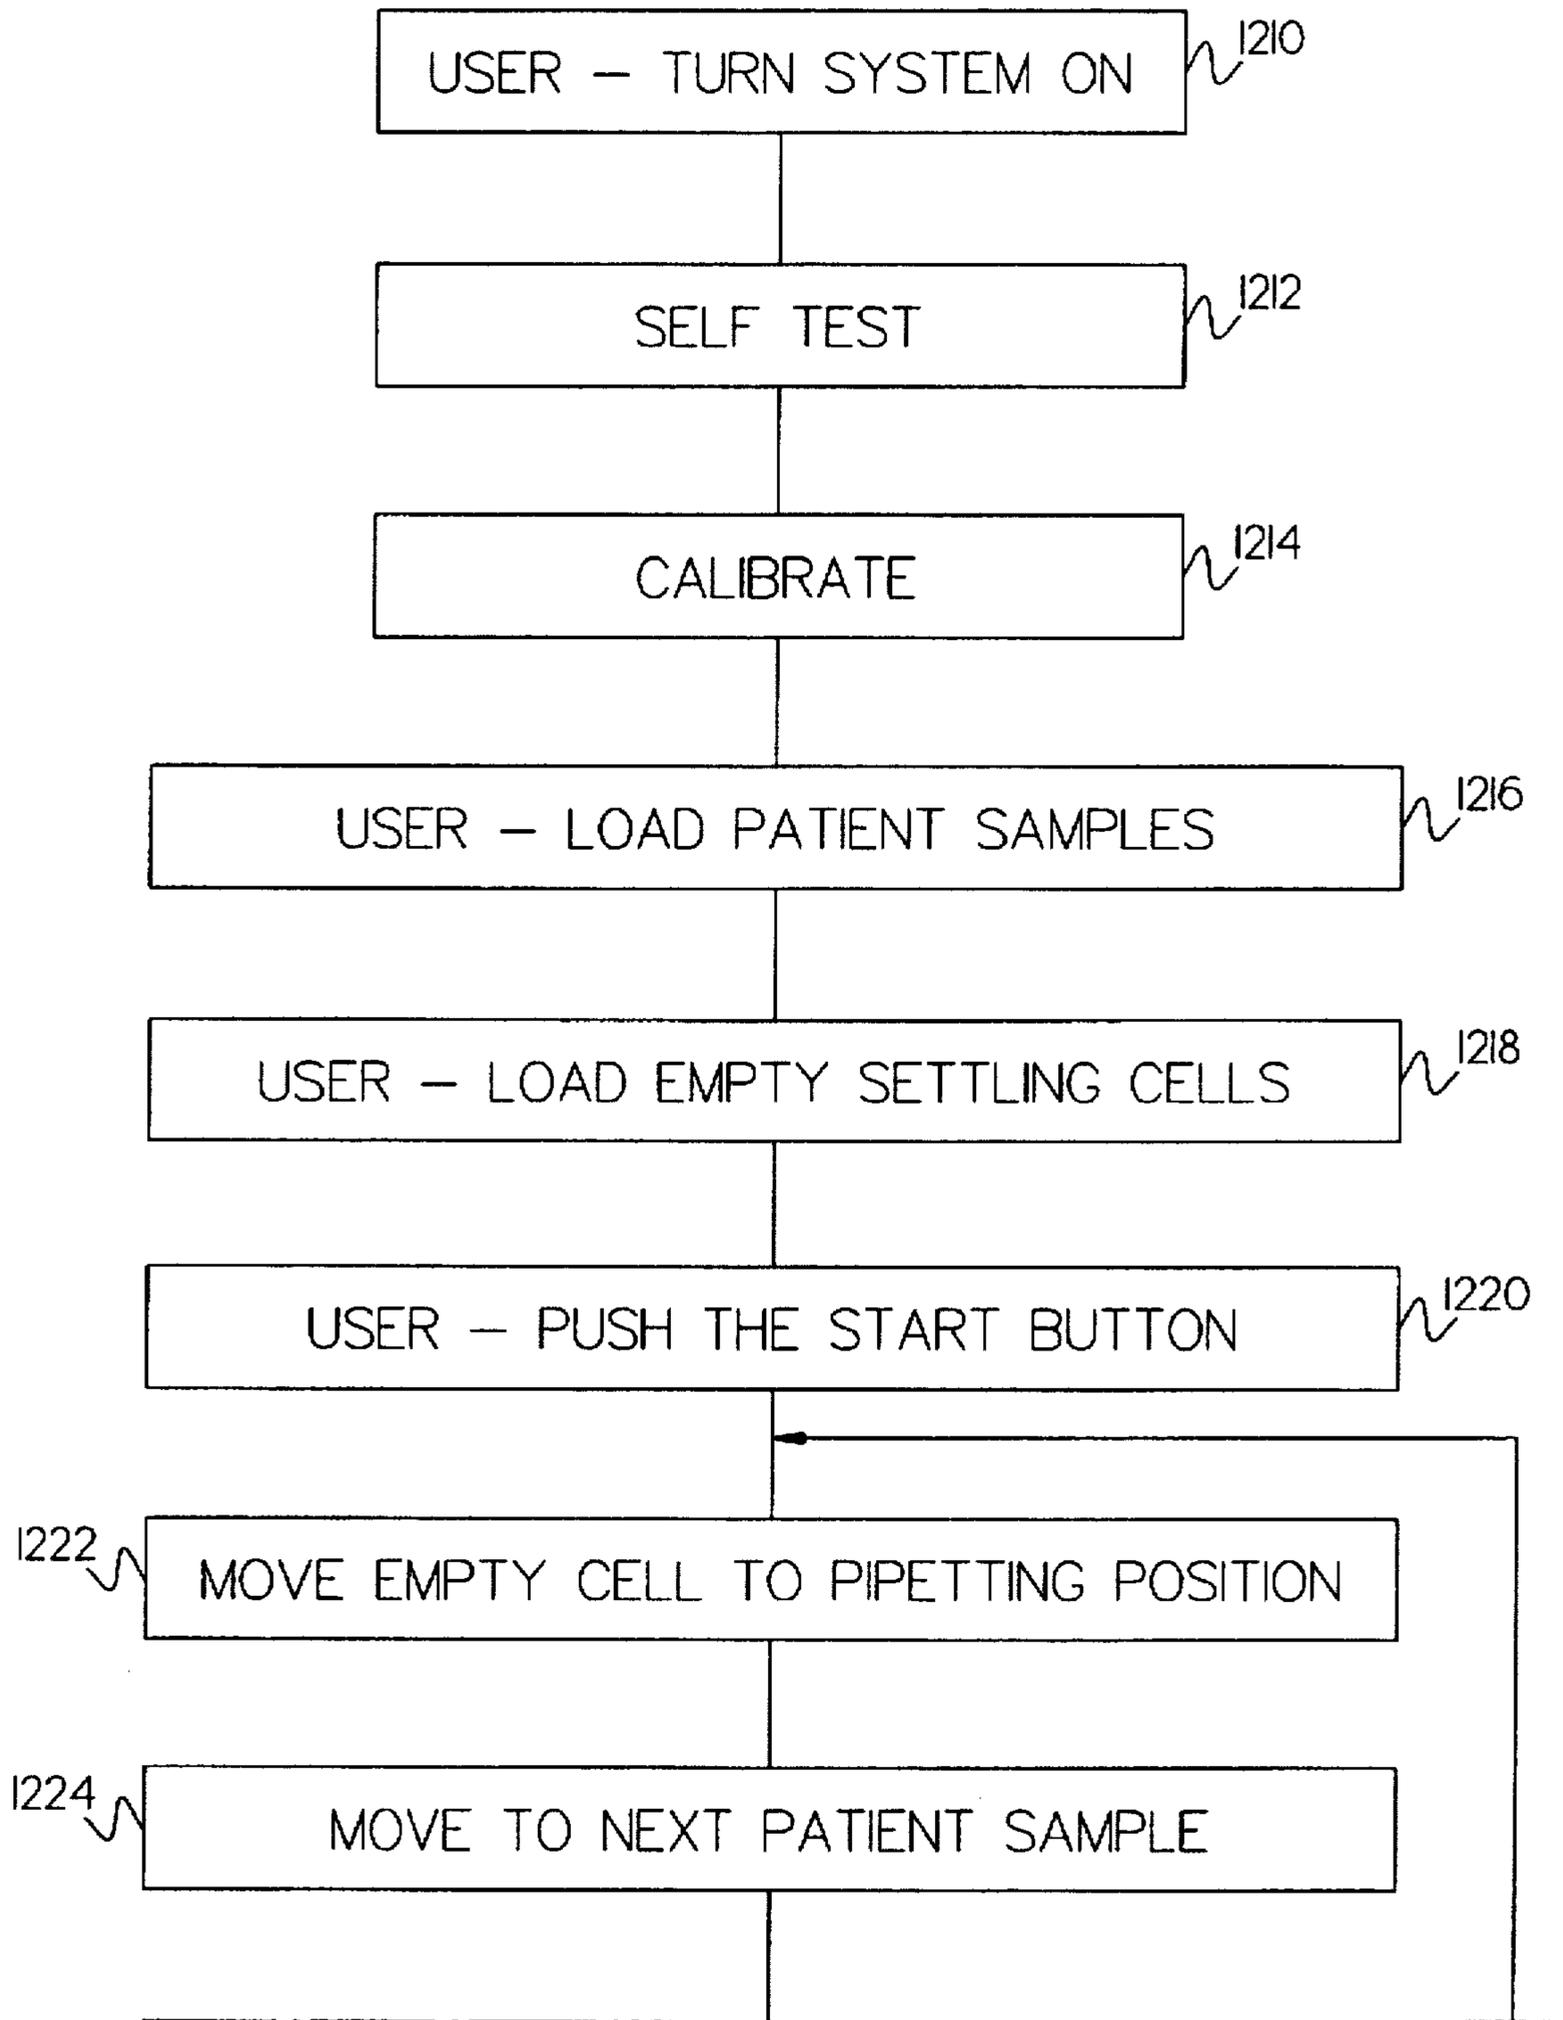 USER – TURN SYSTEM ON
1210
SELF TEST
1212
CALIBRATE
1214
USER – LOAD PATIENT SAMPLES
1216
USER – LOAD EMPTY SETTLING CELLS
1218
USER – PUSH THE START BUTTON
1220
1222
MOVE EMPTY CELL TO PIPETTING POSITION
1224
MOVE TO NEXT PATIENT SAMPLE